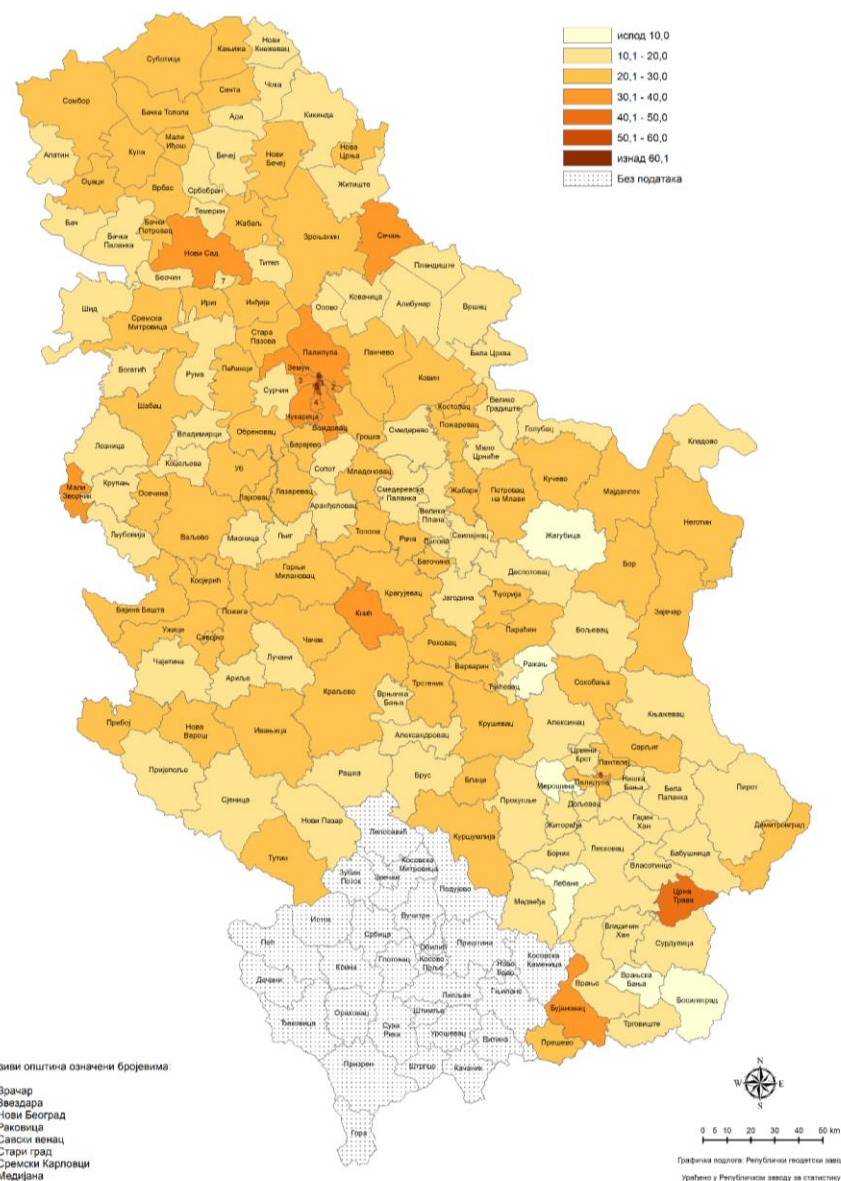 испод 10,0
10,1 - 20,0
20,1 - 30,0
30,1 - 40,0
40,1 - 50,0
50,1 - 60,0
изнад 60,1
Без података
Суботица
Кањижа
Нови
Кнежевац
Сомбор
Сента
Чока
Бачка Топола
Ада
Кикинда
Мали
Иђош
Апатин
Кула
Бечеј
Нови
Бечеј
Нова
Црња
Оџаци
Врбас
Србобран
Житиште
Темерин
Бач
Бачка
Паланка
Бачки
Петровац
Жабаљ
Зрењанин
Сечањ
Нови Сад
Тител
Беочин
7
Пландиште
Шид
Ириг
Инђија
Опово
Ковачица
Алибунар
Вршац
Сремска
Митровица
Стара
Пазова
Палилула
Панчево
Бела Црква
Богатић
Рума
Пећинци
Земун
3
2
4
Сурчин
Ковин
Шабац
Чукарица
Вождовац
Костолац
Велико
Градиште
Лозница
Владимирци
Обреновац
Барајево
Гроцка
Смедерево
Пожаревац
Голубац
Кладово
Коцељева
Сопот
Мало
Црниће
Мали
Зворник
Крупањ
Осечина
Уб
Лазаревац
Младеновац
Смедеревска
Паланка
Жабари
Петровац
на Млави
Кучево
Мајданпек
Неготин
Лајковац
Аранђеловац
Велика
Плана
Љубовија
Ваљево
Мионица
Љиг
Топола
Рача
Лапово
Свилајнац
Жагубица
Бор
Баточина
Деспотовац
Косјерић
Горњи
Милановац
Крагујевац
Јагодина
Ћуприја
Зајечар
Бајина Башта
Пожега
Кнић
Параћин
Бољевац
Ужице
Севојно
Чачак
Рековац
Лучани
Чајетина
Ариље
Варварин
Ражањ
Ћићевац
Сокобања
Краљево
Трстеник
Врњачка
Бања
Прибој
Нова
Варош
Ивањица
Крушевац
Алексинац
Књажевац
Александровац
Сврљиг
Црвени
Крст
Пантелеј
Пријепоље
Рашка
Брус
Блаце
Мерошина
Палилула
Нишка
Бања
Бела
Паланка
Пирот
Сјеница
Прокупље
Дољевац
Гаџин
Хан
Нови Пазар
Житорађа
Димитровград
Куршумлија
Бојник
Лесковац
Бабушница
Лепосавић
Власотинце
Тутин
Косовска
Митровица
Зубин
Поток
Звечан
Подујево
Медвеђа
Лебане
Црна
Трава
Исток
Вучитрн
Владичин
Хан
Сурдулица
Пећ
Србица
Обилић
Приштина
Косовска
Каменица
Глоговац
Косово
Поље
Ново
Брдо
Врање
Врањска
Бања
Босилеград
Дечани
Клина
Гњилане
Липљан
Бујановац
Ђаковица
Ораховац
Штимље
Трговиште
Сува
Река
Урошевац
Витина
Прешево
Призрен
Штрпце
Качаник
Гора
зиви општина означени бројевима:
Врачар
Звездара
Нови Београд
Раковица
Савски венац
Стари град
Сремски Карловци
Медијана
N
W
E
S
0 5 10 20 30 40 50 km
Графичка подлога: Републички геодетски завод
Урађено у Републичком заводу за статистику